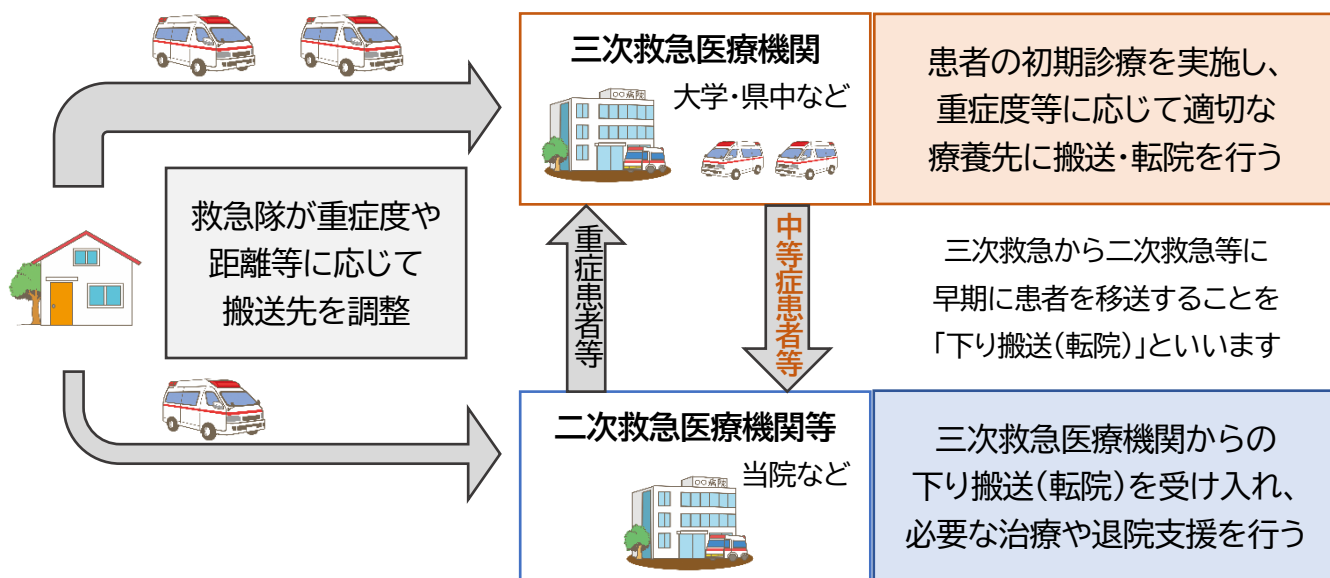 三次救急医療機関
大学・県中など
○○病院
患者の初期診療を実施し、
重症度等に応じて適切な
療養先に搬送・転院を行う
救急隊が重症度や
距離等に応じて
搬送先を調整
重症患者等
中等症患者等
三次救急から二次救急等に
早期に患者を移送することを
「下り搬送(転院)」といいます
二次救急医療機関等
当院など
○○病院
三次救急医療機関からの
下り搬送(転院)を受け入れ、
必要な治療や退院支援を行う